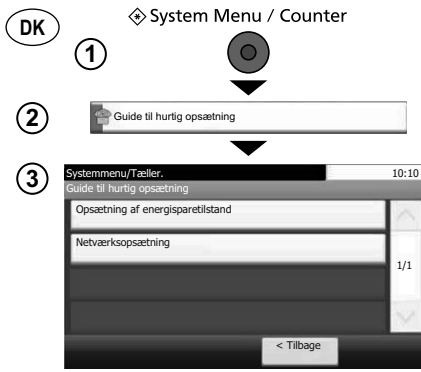 DK
System Menu / Counter
1
2
Guide til hurtig opsætning
3
Systemmenu/Tæller.
10:10
Guide til hurtig opsætning
Opsætning af energisparetilstand
Netværksopsætning
1/1
< Tilbage